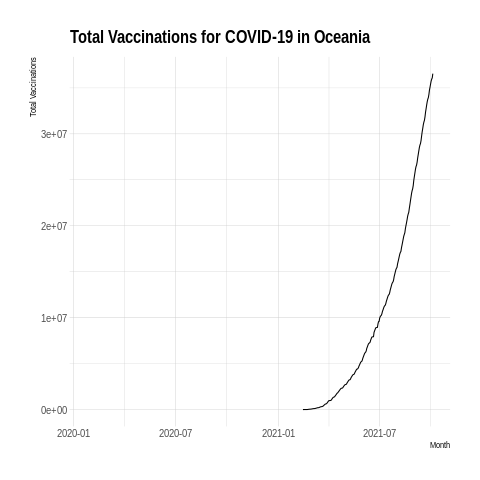 Total Vaccinations for COVID-19 in Oceania
Total Vaccinations
3e+07
2e+07
1e+07
0e+00
2020-01 2020-07 2021-01 2021-07
Month